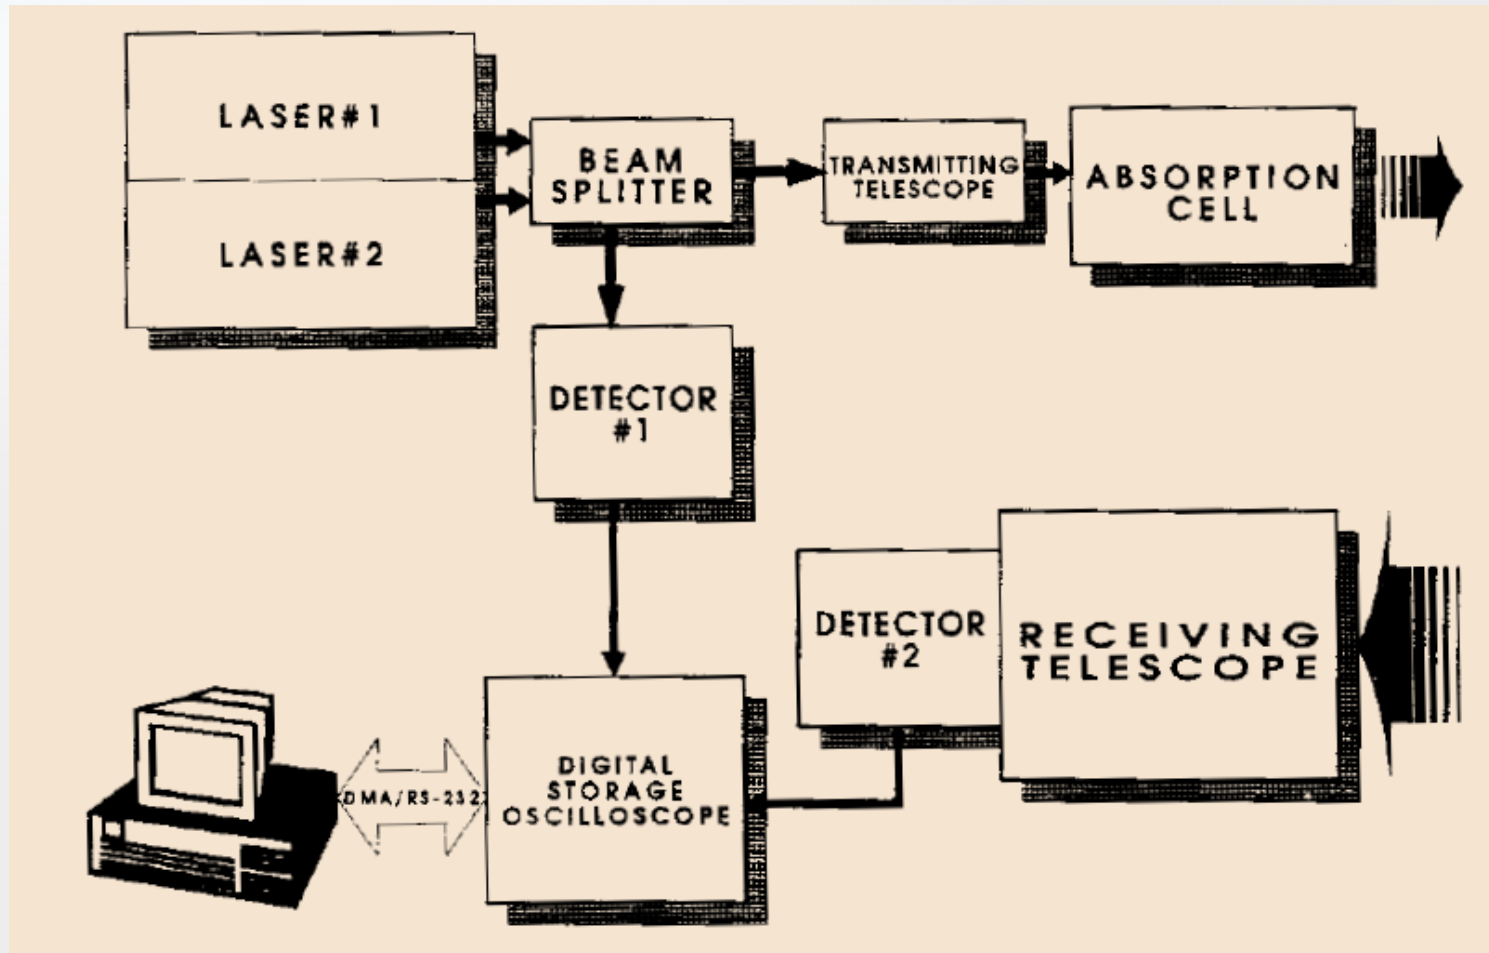 LASER#1
LASER#2
BEAM
SPLITTER
TRANSMITTING
TELESCOPE
ABSORPTION
CELL
DETECTOR
#1
DETECTOR
#2
RECEIVING
TELESCOPE
DIGITAL
STORAGE
OSCILLOSCOPE
DMA/RS-232